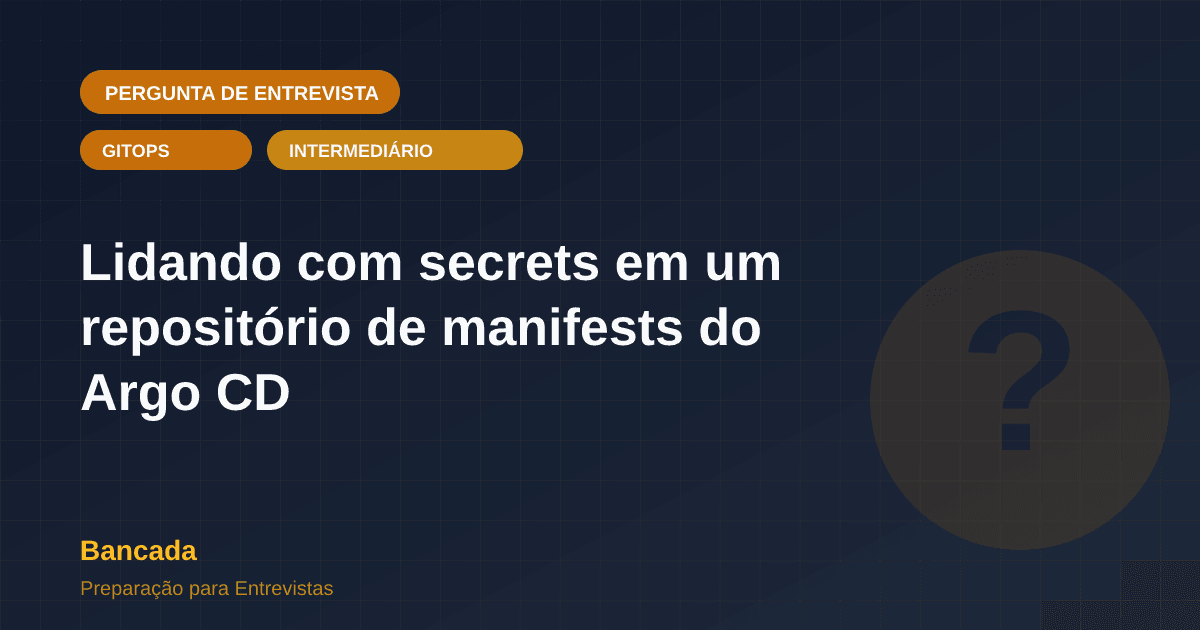 PERGUNTA DE ENTREVISTA
GITOPS
INTERMEDIÁRIO
Lidando com secrets em um
repositório de manifests do
Argo CD
?
Bancada
Preparação para Entrevistas